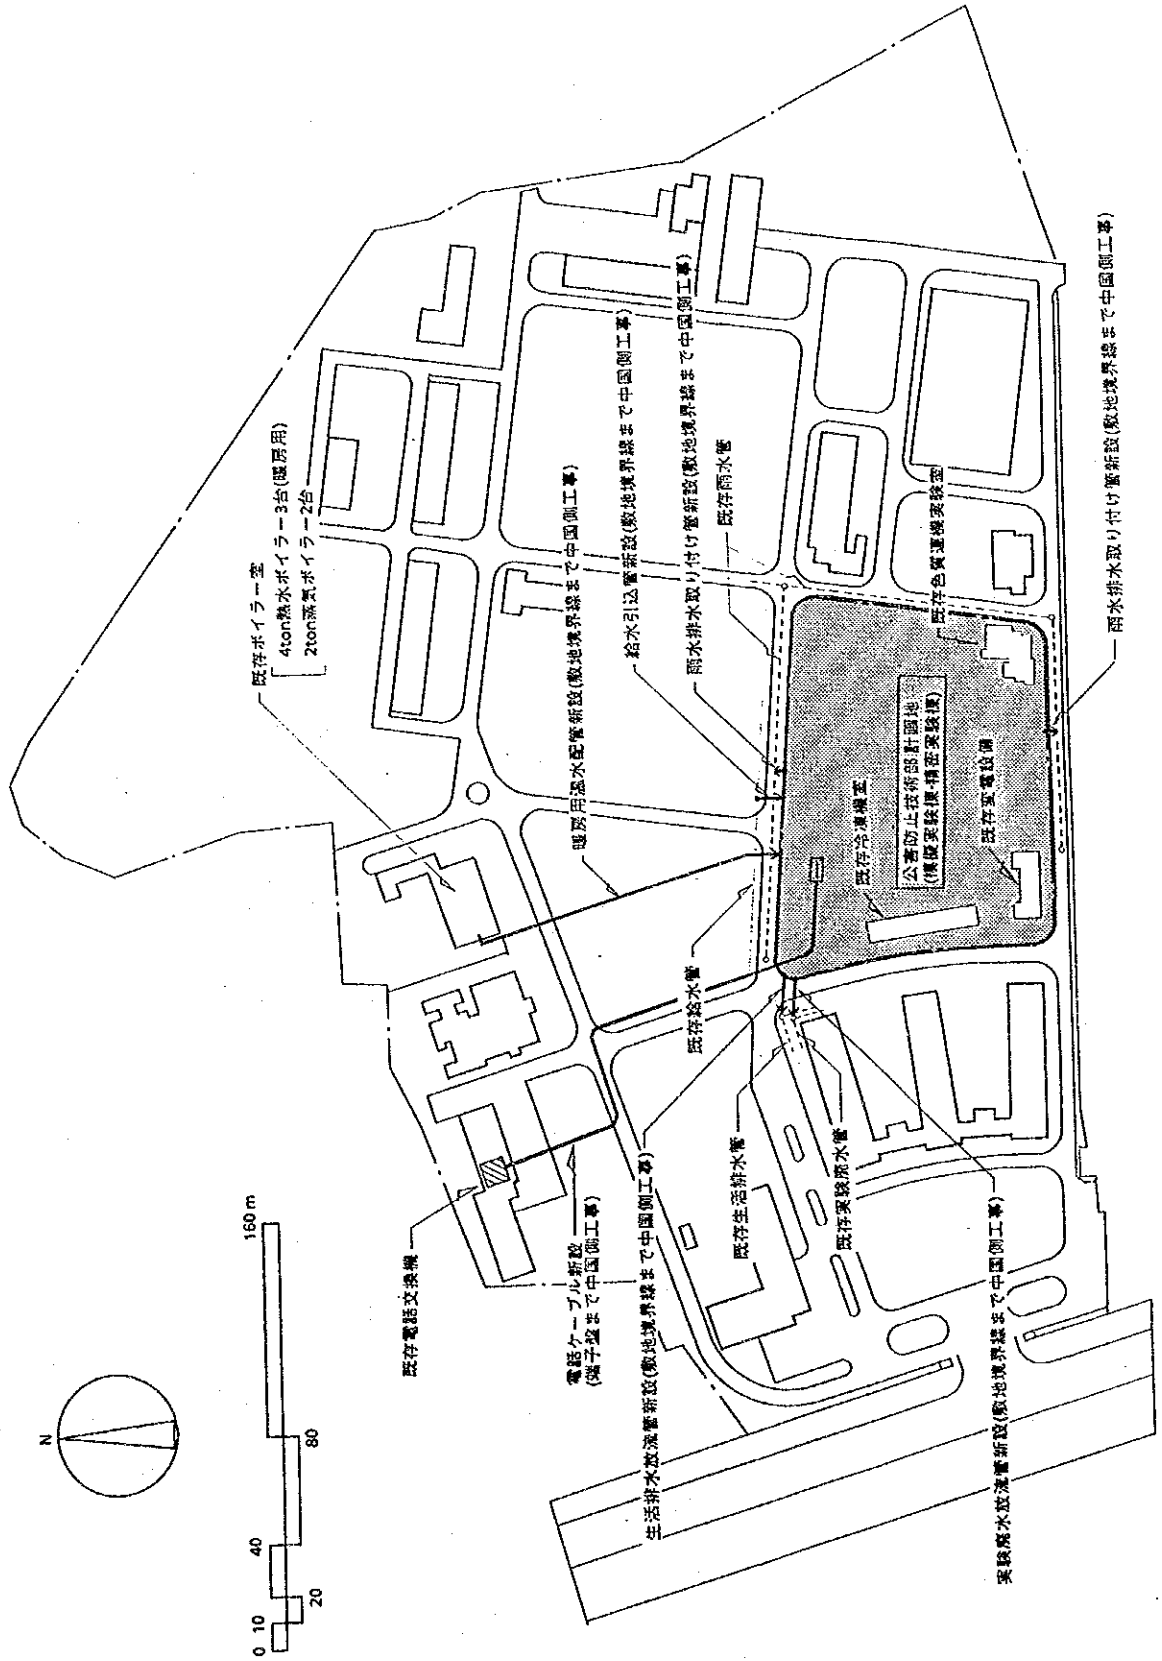 N
0 10 40 160 m
20 80
既存ボイラー室
4ton熱水ボイラー3台(暖房用)
2ton蒸気ボイラー2台
既存電話交換機
電話ケーブル新設
(端子盤まで中国側工事)
暖房用温水配管新設(敷地境界線まで中国側工事)
給水引込管新設(敷地境界線まで中国側工事)
雨水排水取り付け管新設(敷地境界線まで中国側工事)
既存雨水管
既存給水管
生活排水放流管新設(敷地境界線まで中国側工事)
既存生活排水管
既存実験廃水管
実験廃水放流管新設(敷地境界線まで中国側工事)
既存冷凍機室
公害防止技術部計画地
(模擬実験棟・精密実験棟)
既存変電設備
既存色質連機実験室
雨水排水取り付け管新設(敷地境界線まで中国側工事)